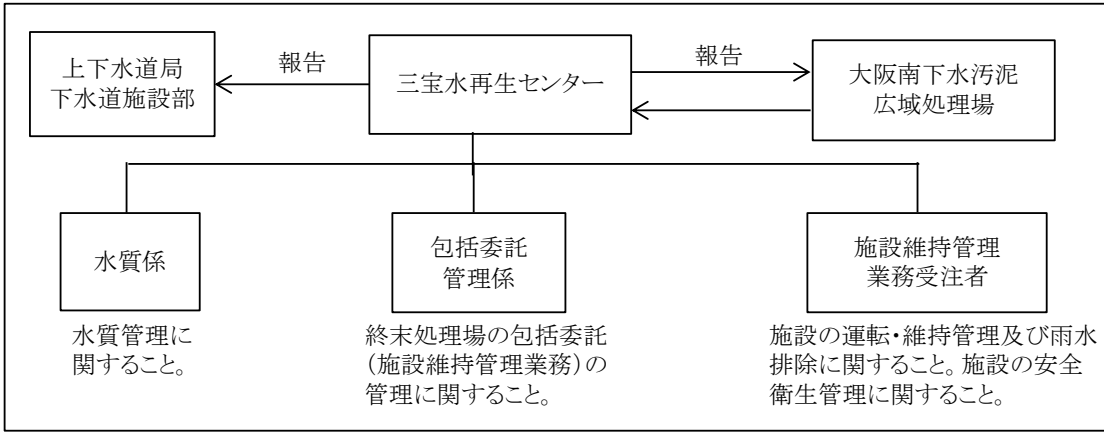 上下水道局
下水道施設部
報告
三宝水再生センター
報告
大阪南下水汚泥
広域処理場
水質係
包括委託
管理係
施設維持管理
業務受注者
水質管理に
関すること。
終末処理場の包括委託
(施設維持管理業務)の
管理に関すること。
施設の運転・維持管理及び雨水
排除に関すること。施設の安全
衛生管理に関すること。